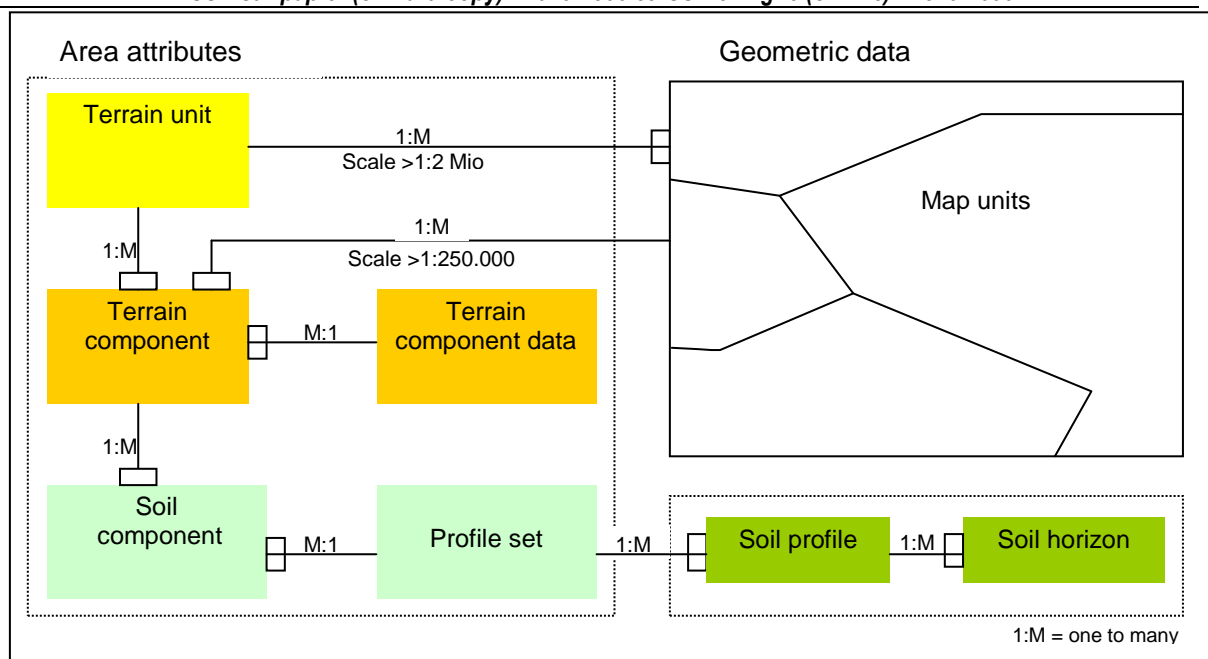 Area attributes
Geometric data
Terrain unit
1:M
Scale >1:2 Mio
Map units
1:M
Scale >1:250.000
1:M
Terrain
component
M:1
Terrain
component data
1:M
Soil
component
M:1
Profile set
1:M
Soil profile
1:M
Soil horizon
1:M = one to many